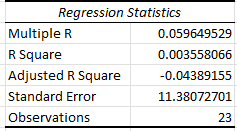 Regression Statistics
Multiple R 0.059649529
R Square 0.003558066
Adjusted R Square -0.04389155
Standard Error 11.38072701
Observations 23